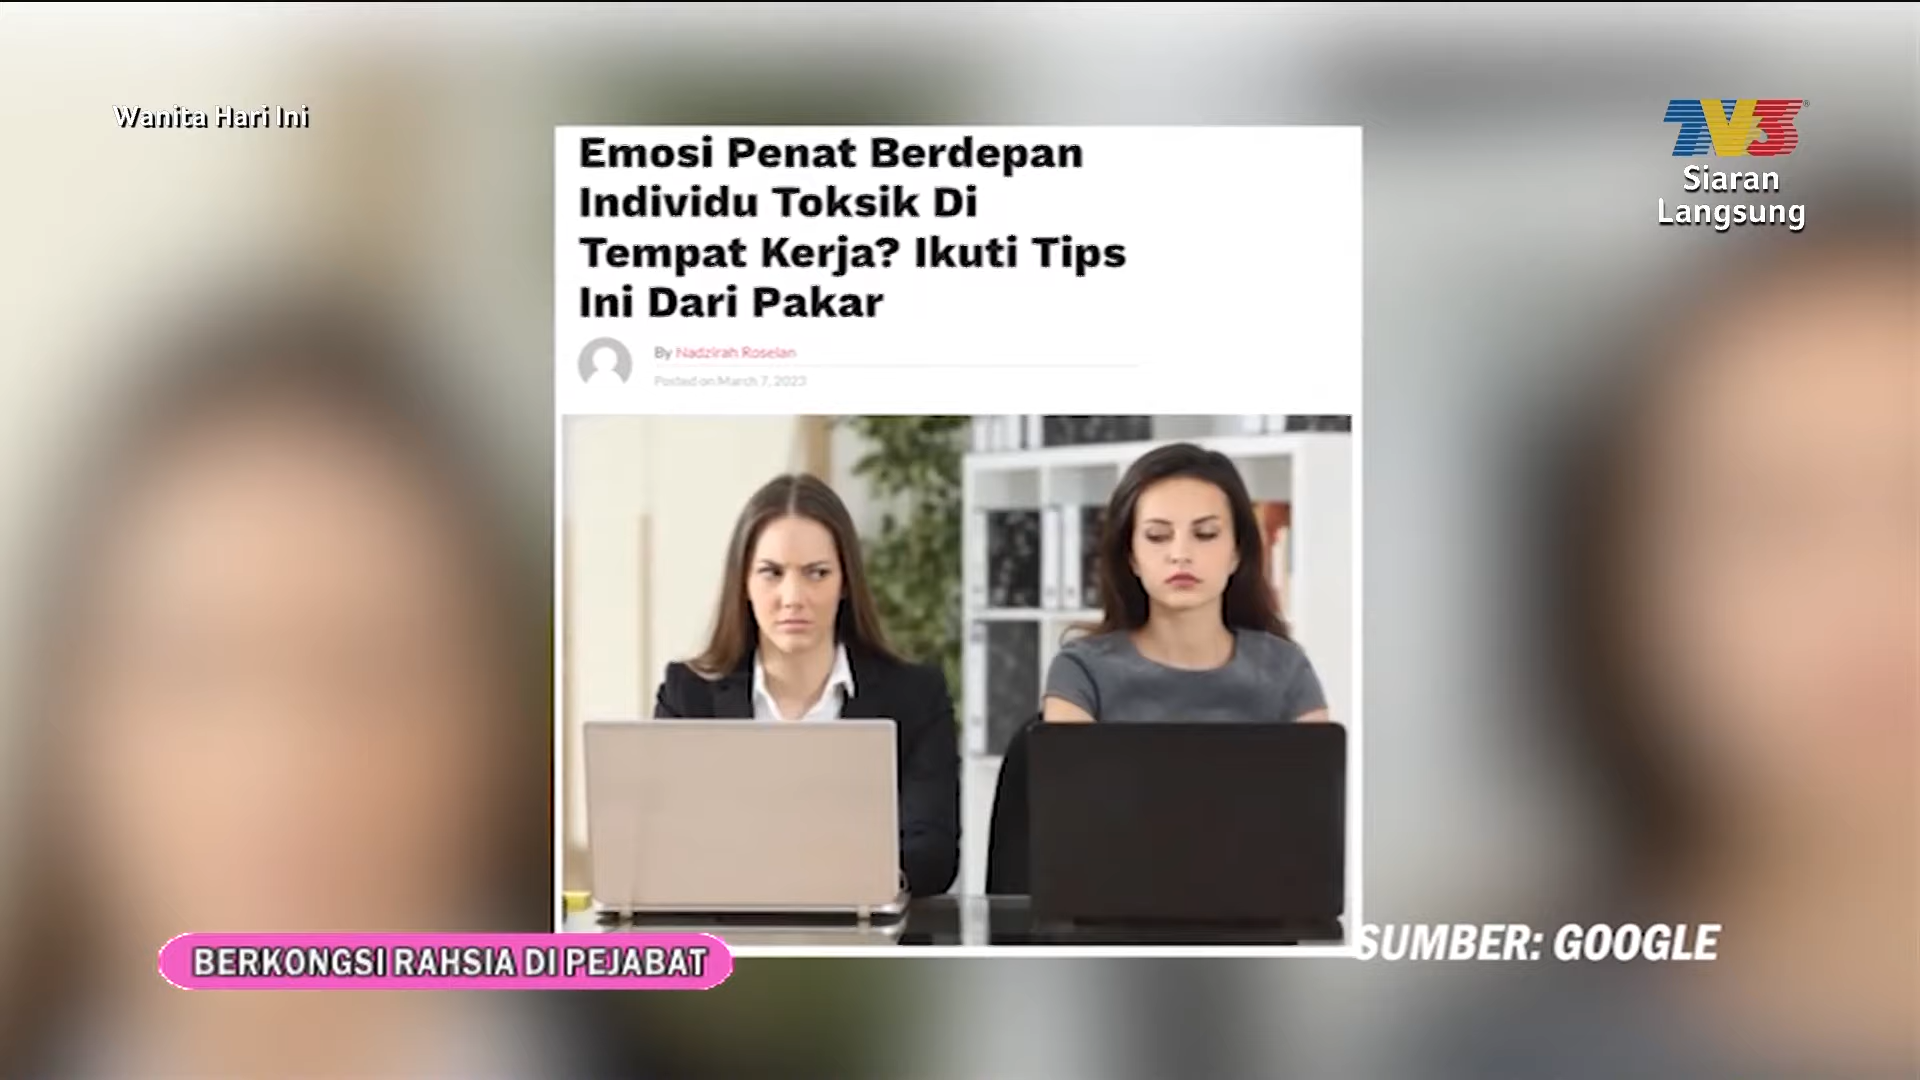 Wanita Hari Ini
TV3
Siaran
Langsung
Emosi Penat Berdepan
Individu Toksik Di
Tempat Kerja? Ikuti Tips
Ini Dari Pakar
By Nadzirah Roselan
Posted on March 7, 2023
BERKONGSI RAHSIA DI PEJABAT
SUMBER: GOOGLE